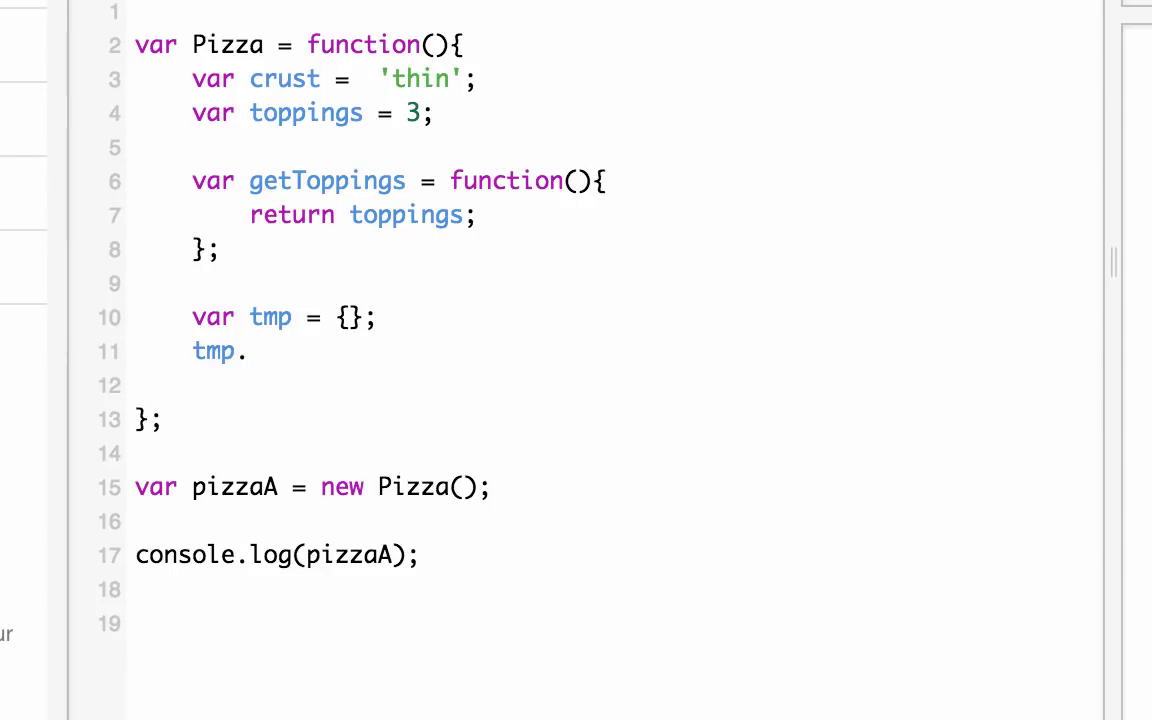 1
2 var Pizza = function(){
3     var crust =  'thin';
4     var toppings = 3;
5
6     var getToppings = function(){
7         return toppings;
8     };
9
10     var tmp = {};
11     tmp.
12
13 };
14
15 var pizzaA = new Pizza();
16
17 console.log(pizzaA);
18
19
ur